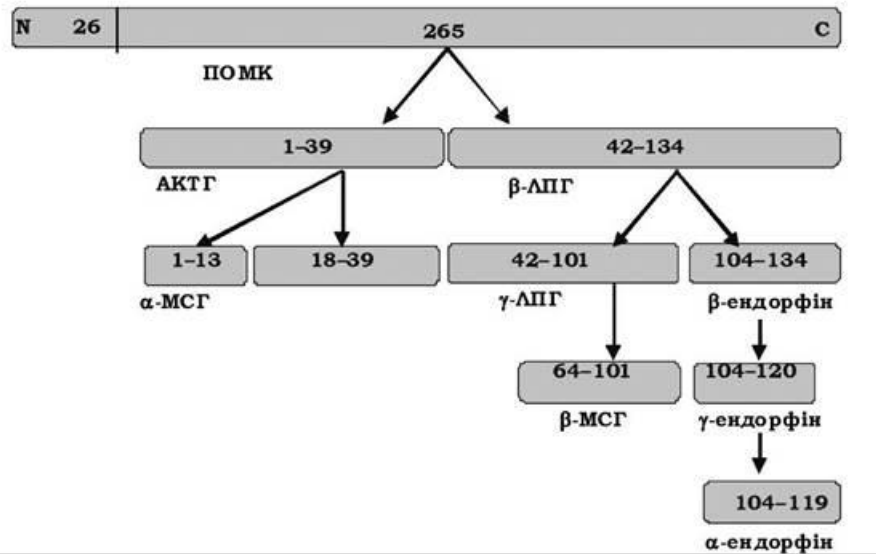 N 26 265 C
ПОМК
1–39 42–134
АКТГ β-ЛПГ
1–13 18–39 42–101 104–134
α-МСГ γ-ЛПГ β-ендорфін
64–101 104–120
β-МСГ γ-ендорфін
104–119
α-ендорфін